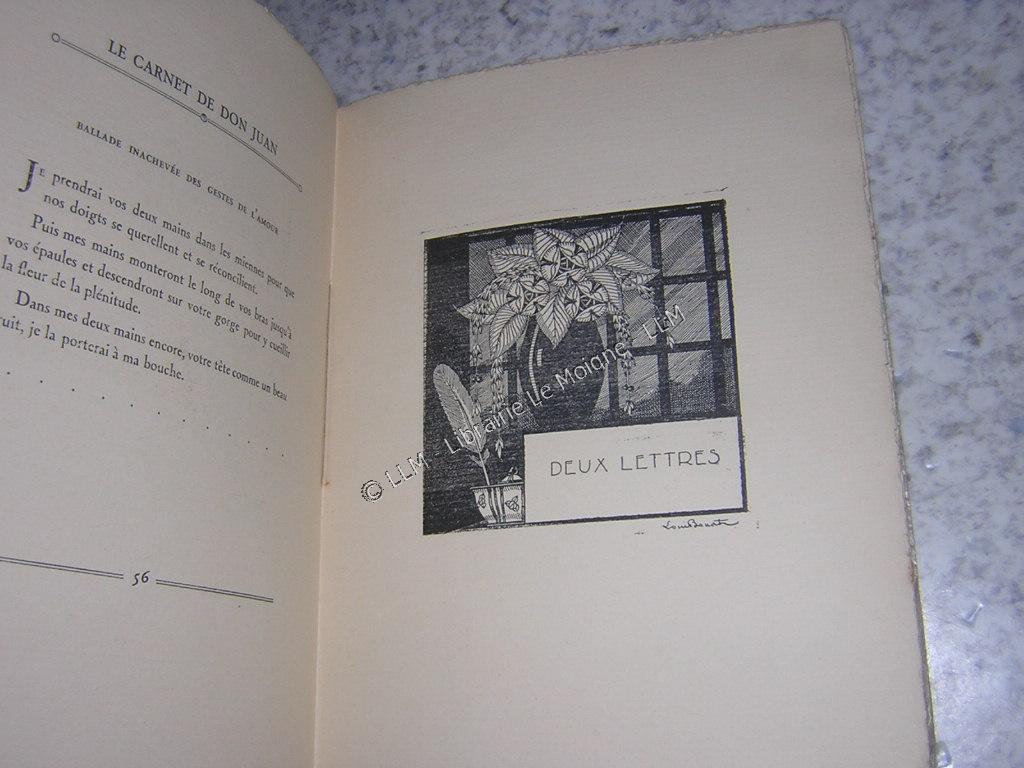 LE CARNET DE DON JUAN
BALLADE INACHEVÉE DES GESTES DE L'AMOUR
JE prendrai vos deux mains dans les miennes pour que
nos doigts se querellent et se réconcilient.
Puis mes mains monteront le long de vos bras jusqu'à
vos épaules et descendront sur votre gorge pour y cueillir
la fleur de la plénitude.
Dans mes deux mains encore, votre tête comme un beau
je la porterai à ma bouche.
. . . . . . . . . . .
56
DEUX LETTRES
© LLM - Librairie Le Moigne - LLM